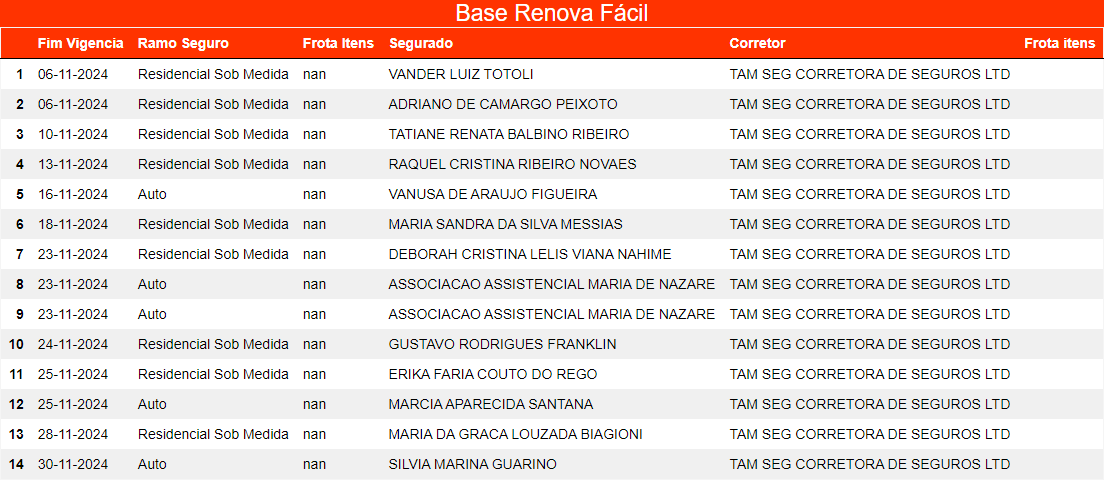 Base Renova Fácil
Fim Vigencia Ramo Seguro Frota Itens Segurado Corretor Frota itens
1 06-11-2024 Residencial Sob Medida nan VANDER LUIZ TOTOLI TAM SEG CORRETORA DE SEGUROS LTD
2 06-11-2024 Residencial Sob Medida nan ADRIANO DE CAMARGO PEIXOTO TAM SEG CORRETORA DE SEGUROS LTD
3 10-11-2024 Residencial Sob Medida nan TATIANE RENATA BALBINO RIBEIRO TAM SEG CORRETORA DE SEGUROS LTD
4 13-11-2024 Residencial Sob Medida nan RAQUEL CRISTINA RIBEIRO NOVAES TAM SEG CORRETORA DE SEGUROS LTD
5 16-11-2024 Auto nan VANUSA DE ARAUJO FIGUEIRA TAM SEG CORRETORA DE SEGUROS LTD
6 18-11-2024 Residencial Sob Medida nan MARIA SANDRA DA SILVA MESSIAS TAM SEG CORRETORA DE SEGUROS LTD
7 23-11-2024 Residencial Sob Medida nan DEBORAH CRISTINA LELIS VIANA NAHIME TAM SEG CORRETORA DE SEGUROS LTD
8 23-11-2024 Auto nan ASSOCIACAO ASSISTENCIAL MARIA DE NAZARE TAM SEG CORRETORA DE SEGUROS LTD
9 23-11-2024 Auto nan ASSOCIACAO ASSISTENCIAL MARIA DE NAZARE TAM SEG CORRETORA DE SEGUROS LTD
10 24-11-2024 Residencial Sob Medida nan GUSTAVO RODRIGUES FRANKLIN TAM SEG CORRETORA DE SEGUROS LTD
11 25-11-2024 Residencial Sob Medida nan ERIKA FARIA COUTO DO REGO TAM SEG CORRETORA DE SEGUROS LTD
12 25-11-2024 Auto nan MARCIA APARECIDA SANTANA TAM SEG CORRETORA DE SEGUROS LTD
13 28-11-2024 Residencial Sob Medida nan MARIA DA GRACA LOUZADA BIAGIONI TAM SEG CORRETORA DE SEGUROS LTD
14 30-11-2024 Auto nan SILVIA MARINA GUARINO TAM SEG CORRETORA DE SEGUROS LTD